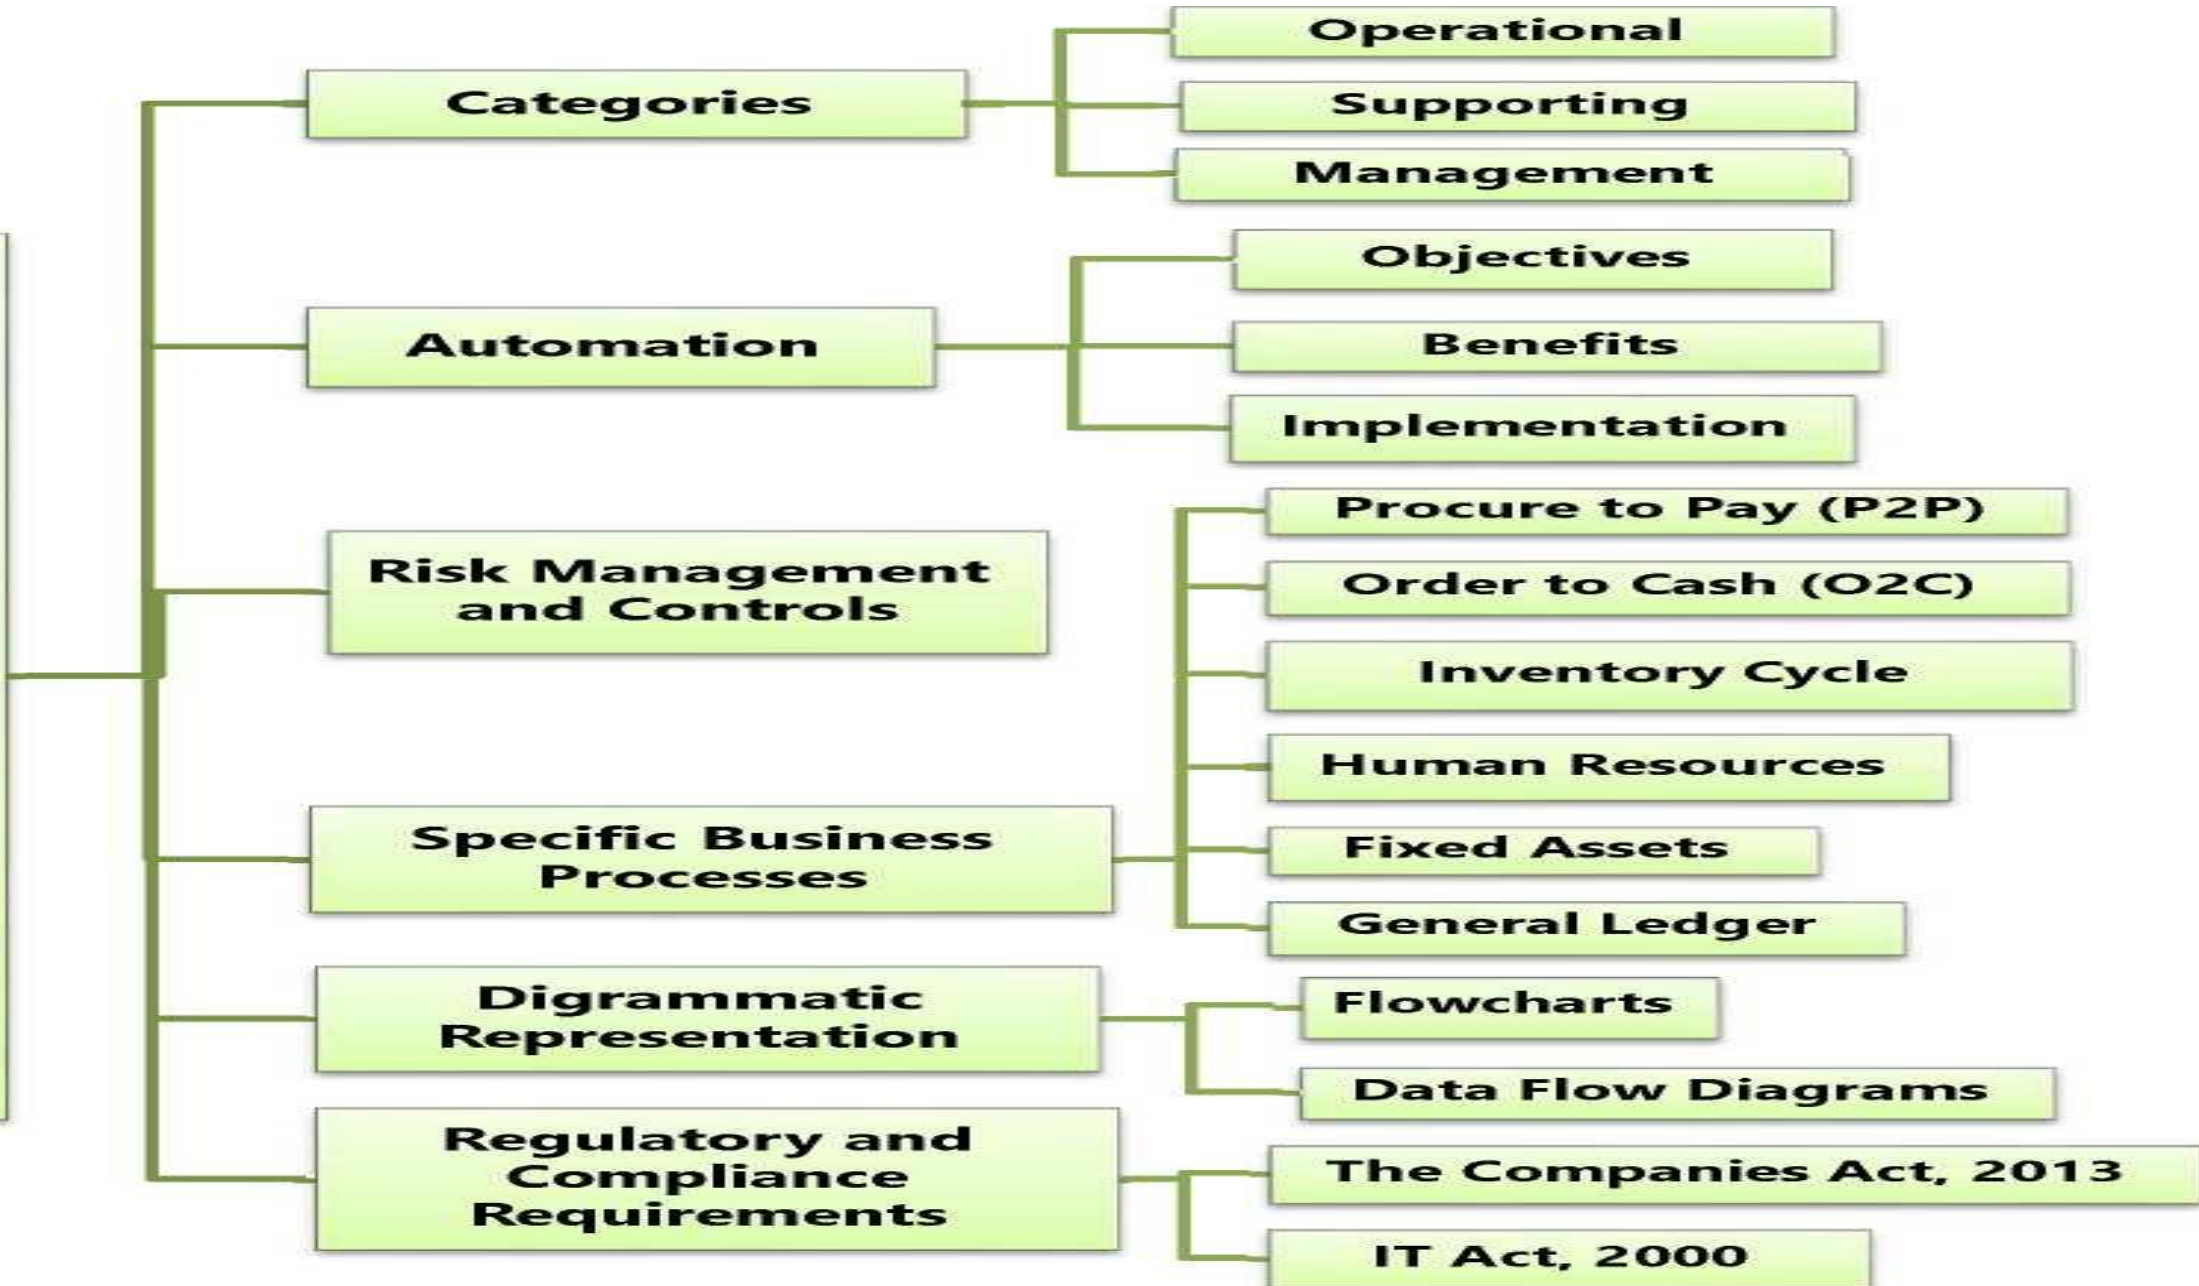 Categories
Operational
Supporting
Management
Automation
Objectives
Benefits
Implementation
Risk Management
and Controls
Specific Business
Processes
Procure to Pay (P2P)
Order to Cash (O2C)
Inventory Cycle
Human Resources
Fixed Assets
General Ledger
Digrammatic
Representation
Flowcharts
Data Flow Diagrams
Regulatory and
Compliance
Requirements
The Companies Act, 2013
IT Act, 2000